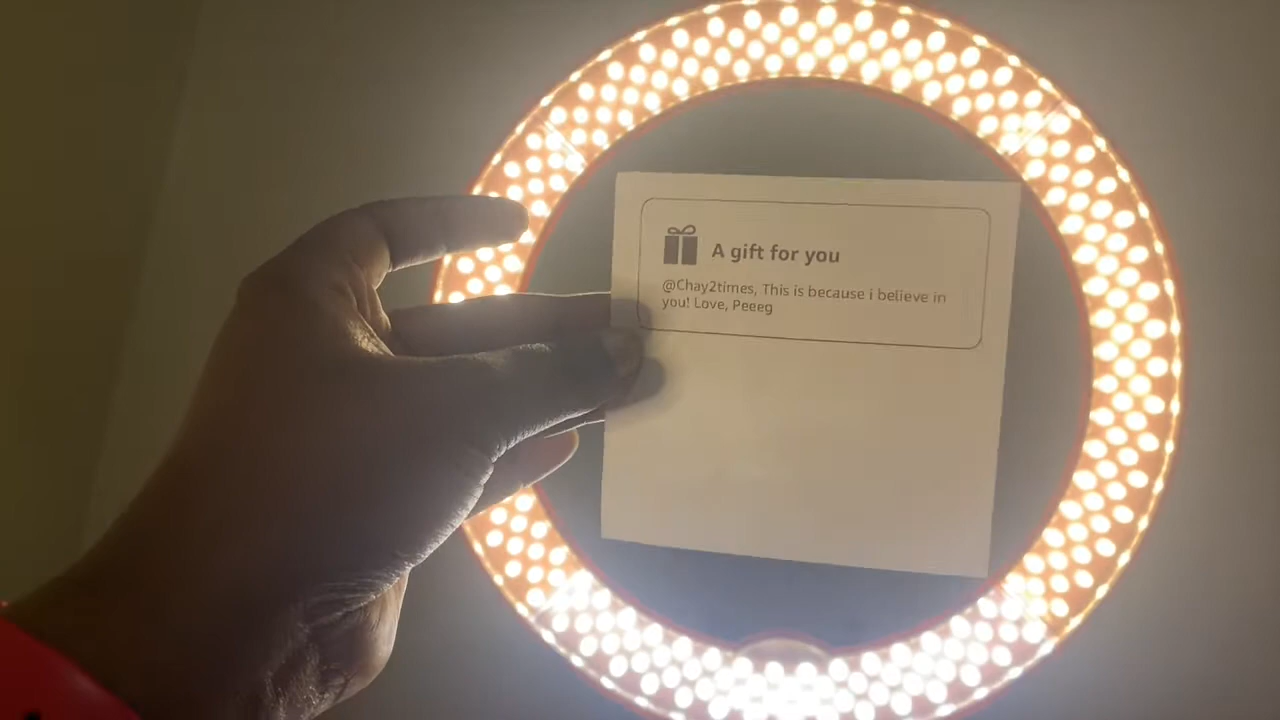 A gift for you
@Chay2times, This is because i believe in
you! Love, Peeeg